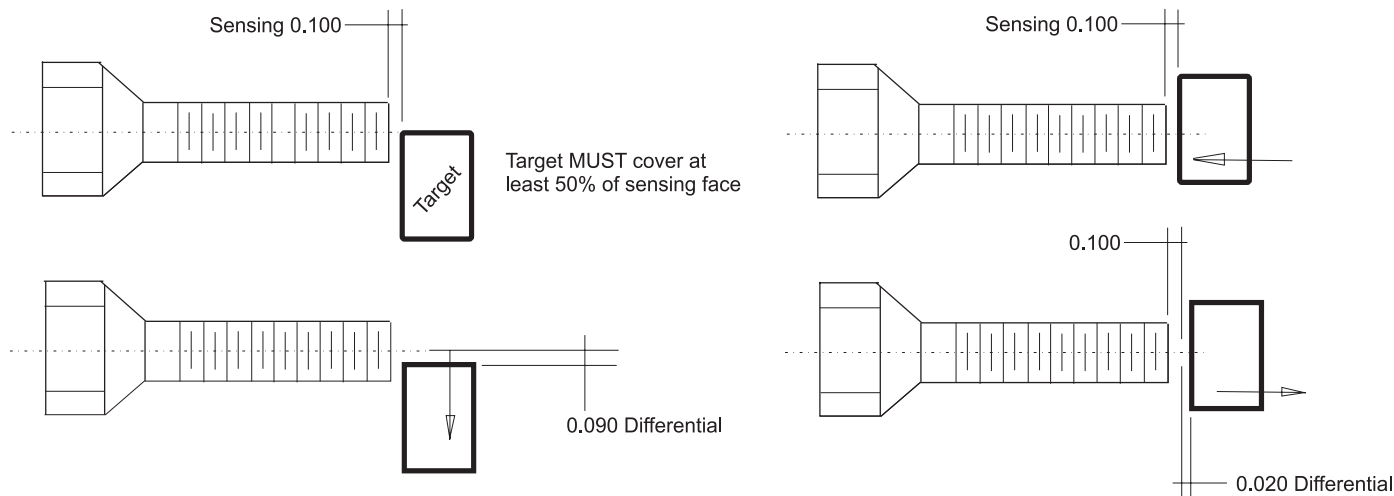 Sensing 0.100
Sensing 0.100
Target
Target MUST cover at
least 50% of sensing face
0.100
0.090 Differential
0.020 Differential